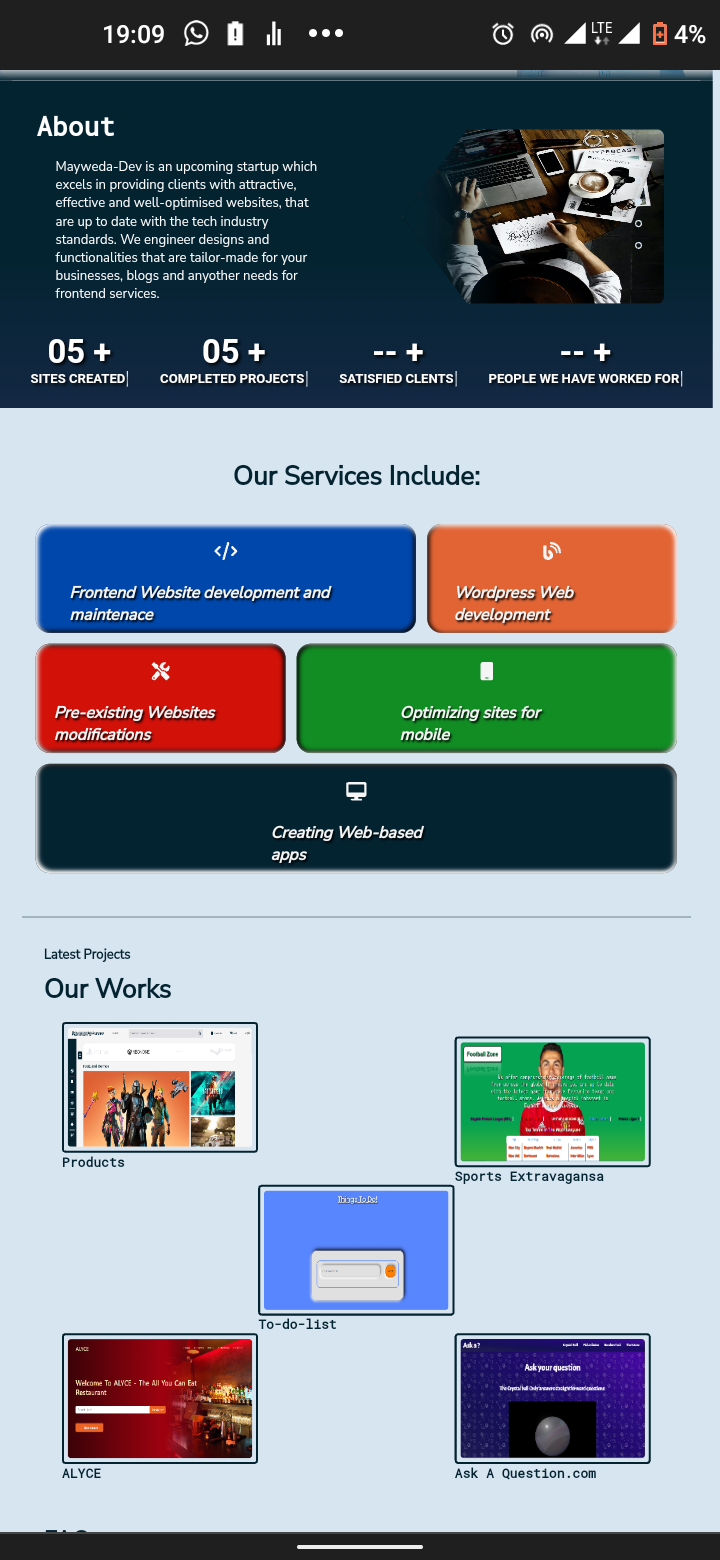 19:09
LTE
4%
About
Mayweda-Dev is an upcoming startup which
excels in providing clients with attractive,
effective and well-optimised websites, that
are up to date with the tech industry
standards. We engineer designs and
functionalities that are tailor-made for your
businesses, blogs and anyother needs for
frontend services.
05 +
SITES CREATED
05 +
COMPLETED PROJECTS
-- +
SATISFIED CLENTS
-- +
PEOPLE WE HAVE WORKED FOR
Our Services Include:
Frontend Website development and
maintenace
Wordpress Web
development
Pre-existing Websites
modifications
Optimizing sites for
mobile
Creating Web-based
apps
Latest Projects
Our Works
Products
Football Zone
Sports Extravagansa
Things To Do!
To-do-list
ALYCE
Welcome To ALYCE - The All You Can Eat
Restaurant
ALYCE
Ask a?
Ask your question
Ask A Question.com